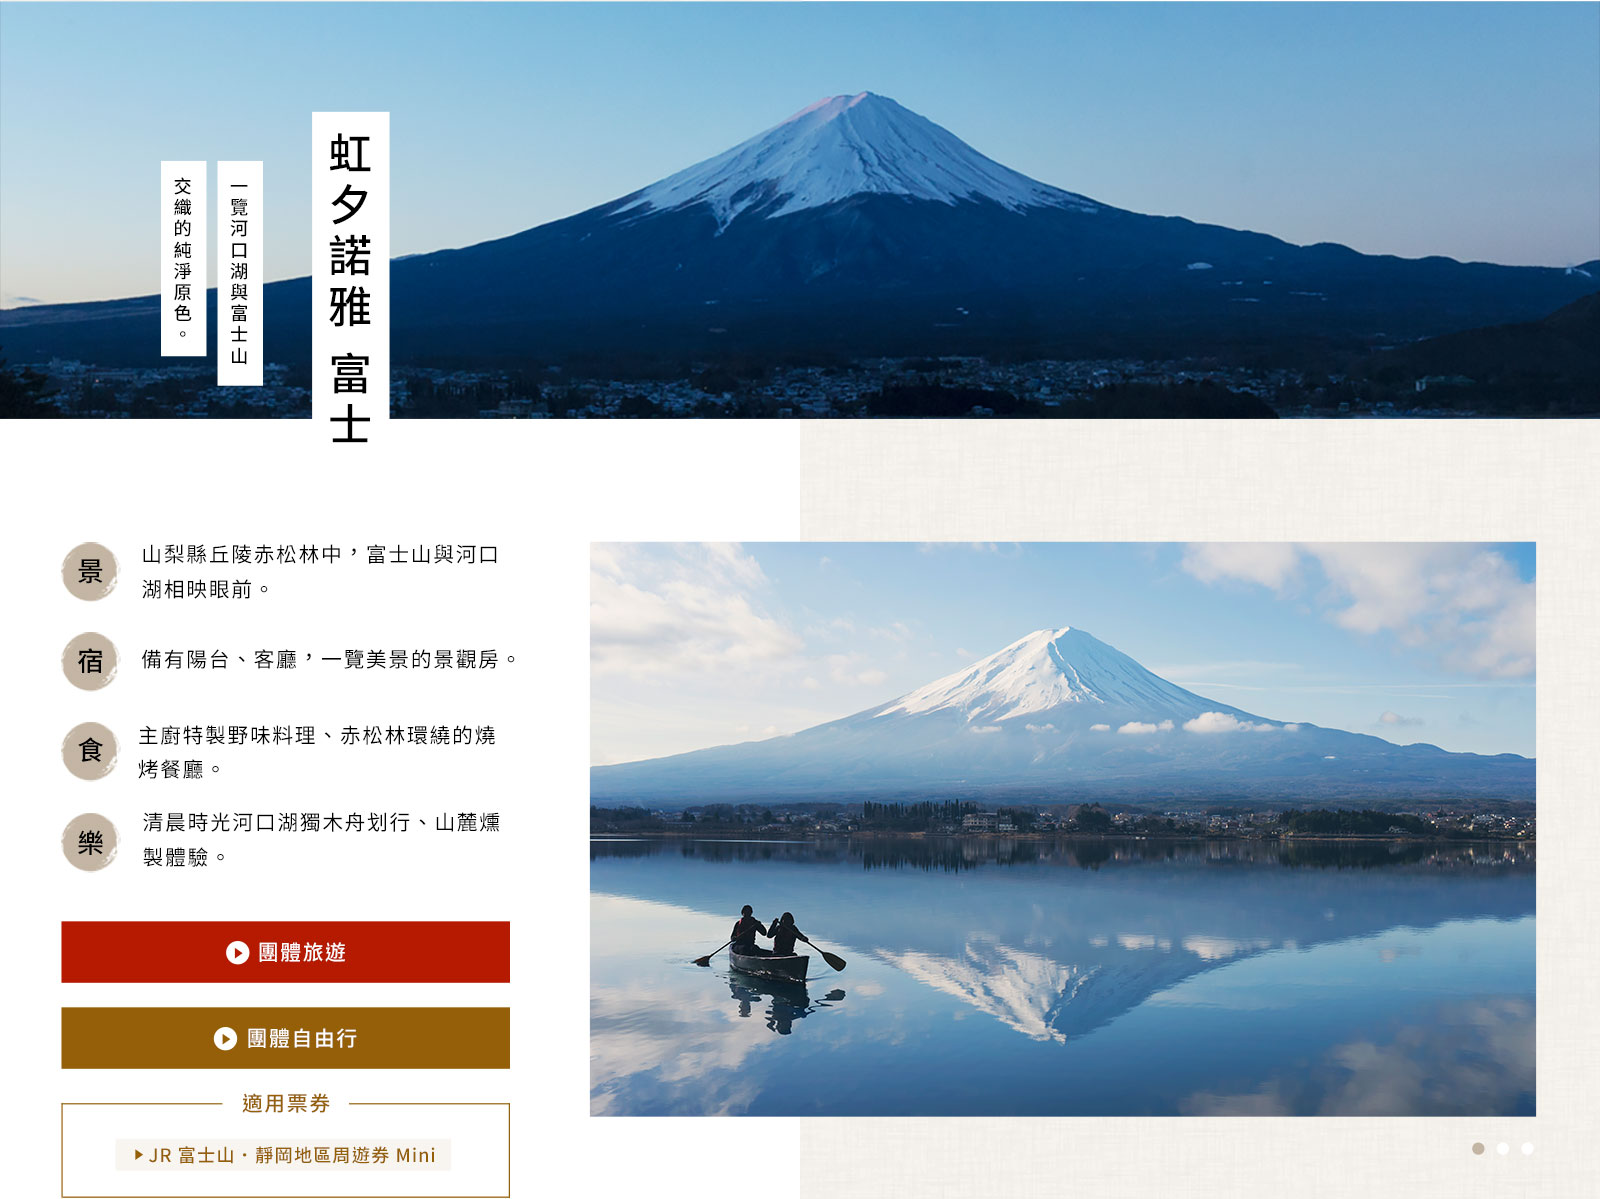 虹夕諾雅 富士
一覽河口湖與富士山
交織的純淨原色。
景
山梨縣丘陵赤松林中，富士山與河口
湖相映眼前。
宿
備有陽台、客廳，一覽美景的景觀房。
食
主廚特製野味料理、赤松林環繞的燒
烤餐廳。
樂
清晨時光河口湖獨木舟划行、山麓燻
製體驗。
團體旅遊
團體自由行
適用票券
JR 富士山・靜岡地區周遊券 Mini